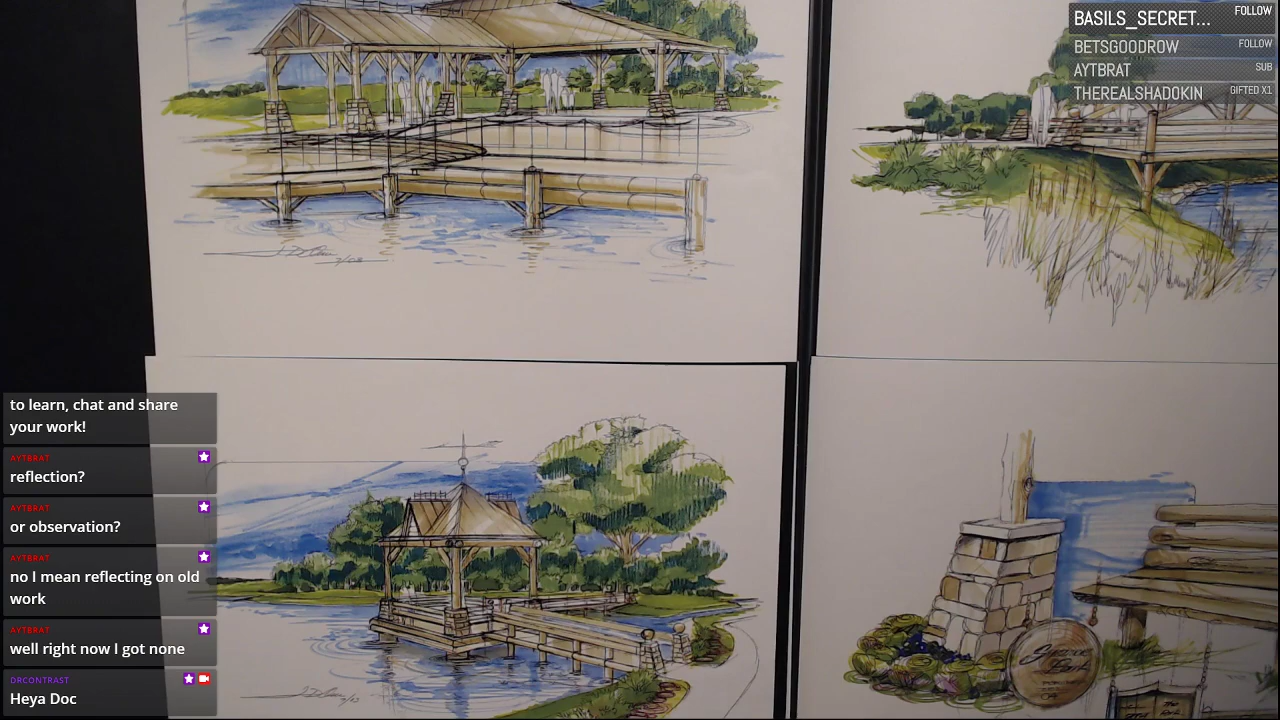 BASILS_SECRET... FOLLOW
BETSGOODROW FOLLOW
AYTBRAT SUB
THEREALSHADOKIN GIFTED X1
to learn, chat and share
your work!
AYTBRAT
reflection?
AYTBRAT
or observation?
AYTBRAT
no I mean reflecting on old
work
AYTBRAT
well right now I got none
DRCONTRAST
Heya Doc